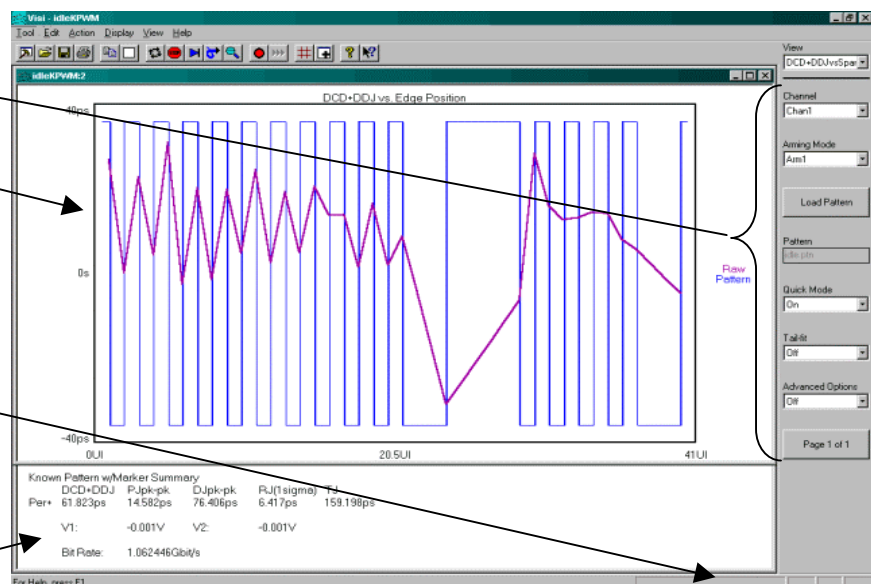 Visi - idleKPWM
Tool Edit Action Display View Help
idleKPWM:2
DCD+DDJ vs. Edge Position
40ps
0s
-40ps
0UI 20.5UI 41UI
Raw
Pattern
Known Pattern w/Marker Summary
DCD+DDJ PJpk-pk DJpk-pk RJ(1sigma) TJ
Per+ 61.823ps 14.582ps 76.406ps 6.417ps 159.198ps
V1: -0.001V V2: -0.001V
Bit Rate: 1.062446Gbit/s
For Help, press F1
View
DCD+DDJvsSpan
Channel
Chan1
Arming Mode
Arm1
Load Pattern
Pattern
idle.ptn
Quick Mode
On
Tail-fit
Off
Advanced Options
Off
Page 1 of 1